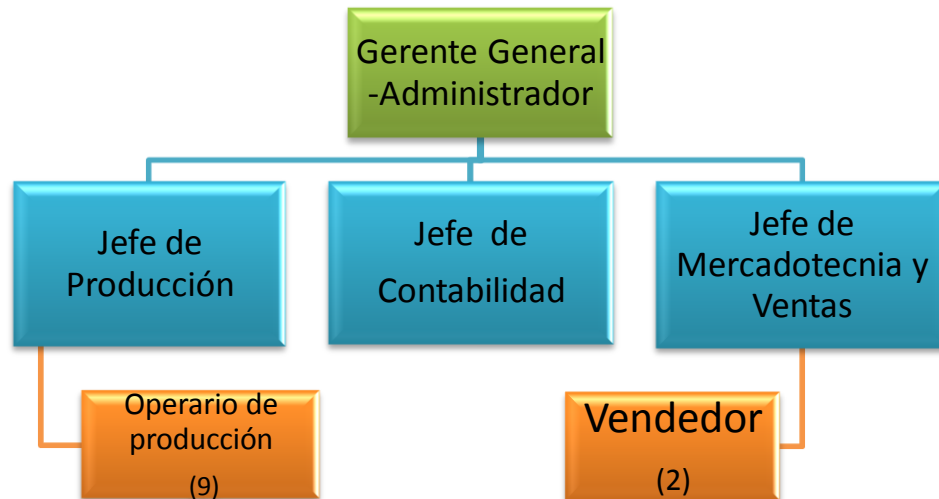 Gerente General
-Administrador
Jefe de
Producción
Jefe de
Contabilidad
Jefe de
Mercadotecnia y
Ventas
Operario de
producción
(9)
Vendedor
(2)